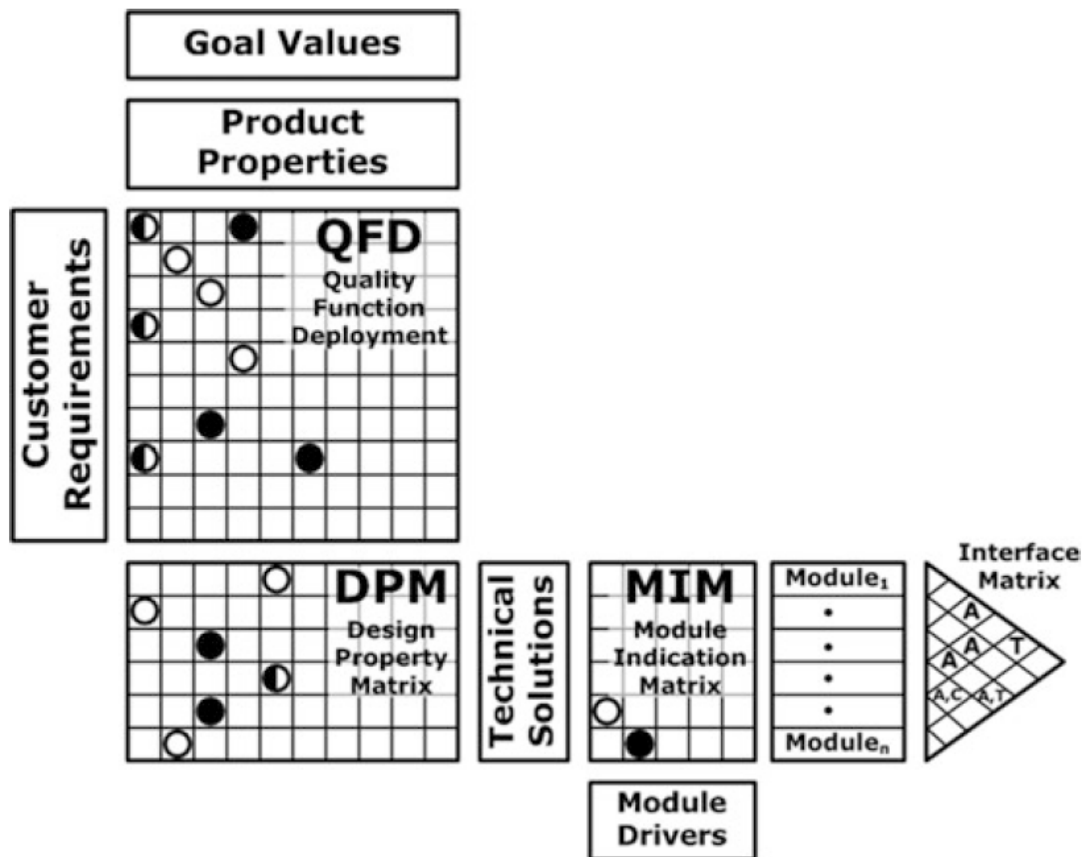 Goal Values
Product
Properties
Customer
Requirements
QFD
Quality
Function
Deployment
DPM
Design
Property
Matrix
Technical
Solutions
MIM
Module
Indication
Matrix
Module₁
•
•
•
•
Moduleₙ
Interface
Matrix
A
A
T
A
A,C
A,T
Module
Drivers